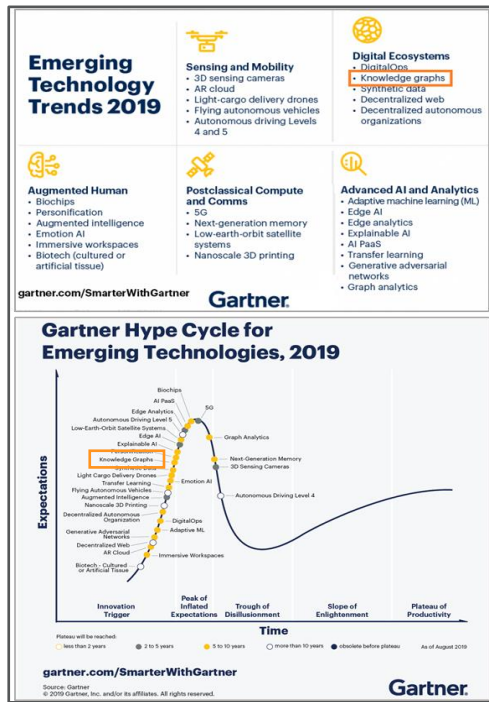 Emerging
Technology
Trends 2019
Sensing and Mobility
• 3D sensing cameras
• AR cloud
• Light-cargo delivery drones
• Flying autonomous vehicles
• Autonomous driving Levels
4 and 5
Digital Ecosystems
• DigitalOps
• Knowledge graphs
• Synthetic data
• Decentralized web
• Decentralized autonomous
organizations
Augmented Human
• Biochips
• Personification
• Augmented intelligence
• Emotion AI
• Immersive workspaces
• Biotech (cultured or
artificial tissue)
Postclassical Compute
and Comms
• 5G
• Next-generation memory
• Low-earth-orbit satellite
systems
• Nanoscale 3D printing
Advanced AI and Analytics
• Adaptive machine learning (ML)
• Edge AI
• Edge analytics
• Explainable AI
• AI PaaS
• Transfer learning
• Generative adversarial
networks
• Graph analytics
gartner.com/SmarterWithGartner
Gartner
Gartner Hype Cycle for
Emerging Technologies, 2019
Expectations
Biochips
AI PaaS
5G
Edge Analytics
Autonomous Driving Level 5
Low-Earth-Orbit Satellite Systems
Edge AI
Graph Analytics
Explainable AI
Personification
Knowledge Graphs
Next-Generation Memory
Synthetic Data
3D Sensing Cameras
Light Cargo Delivery Drones
Transfer Learning
Emotion AI
Flying Autonomous Vehicles
Augmented Intelligence
Autonomous Driving Level 4
Nanoscale 3D Printing
Decentralized Autonomous
Organization
DigitalOps
Generative Adversarial
Networks
Adaptive ML
Decentralized Web
AR Cloud
Immersive Workspaces
Biotech - Cultured
or Artificial Tissue
Innovation
Trigger
Peak of
Inflated
Expectations
Trough of
Disillusionment
Slope of
Enlightenment
Plateau of
Productivity
Time
Plateau will be reached:
less than 2 years
2 to 5 years
5 to 10 years
more than 10 years
obsolete before plateau
As of August 2019
gartner.com/SmarterWithGartner
Source: Gartner
© 2019 Gartner, Inc. and/or its affiliates. All rights reserved.
Gartner